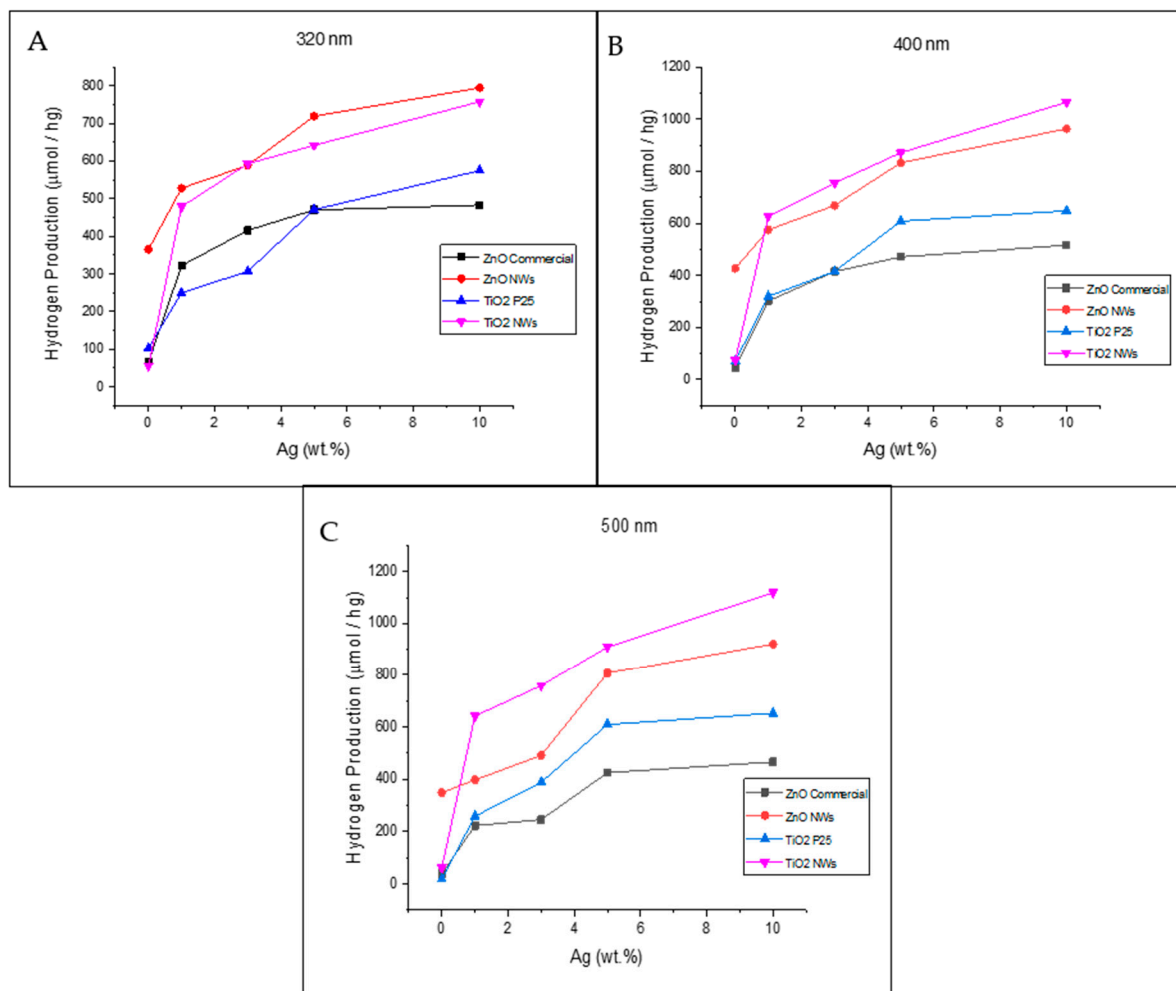 A
320 nm
Hydrogen Production (μmol / hg)
800
700
600
500
400
300
200
100
0
ZnO Commercial
ZnO NWs
TiO2 P25
TiO2 NWs
0 2 4 6 8 10
Ag (wt.%)
B
400 nm
Hydrogen Production (μmol / hg)
1200
1000
800
600
400
200
0
ZnO Commercial
ZnO NWs
TiO2 P25
TiO2 NWs
0 2 4 6 8 10
Ag (wt.%)
C
500 nm
Hydrogen Production (μmol / hg)
1200
1000
800
600
400
200
0
ZnO Commercial
ZnO NWs
TiO2 P25
TiO2 NWs
0 2 4 6 8 10
Ag (wt.%)